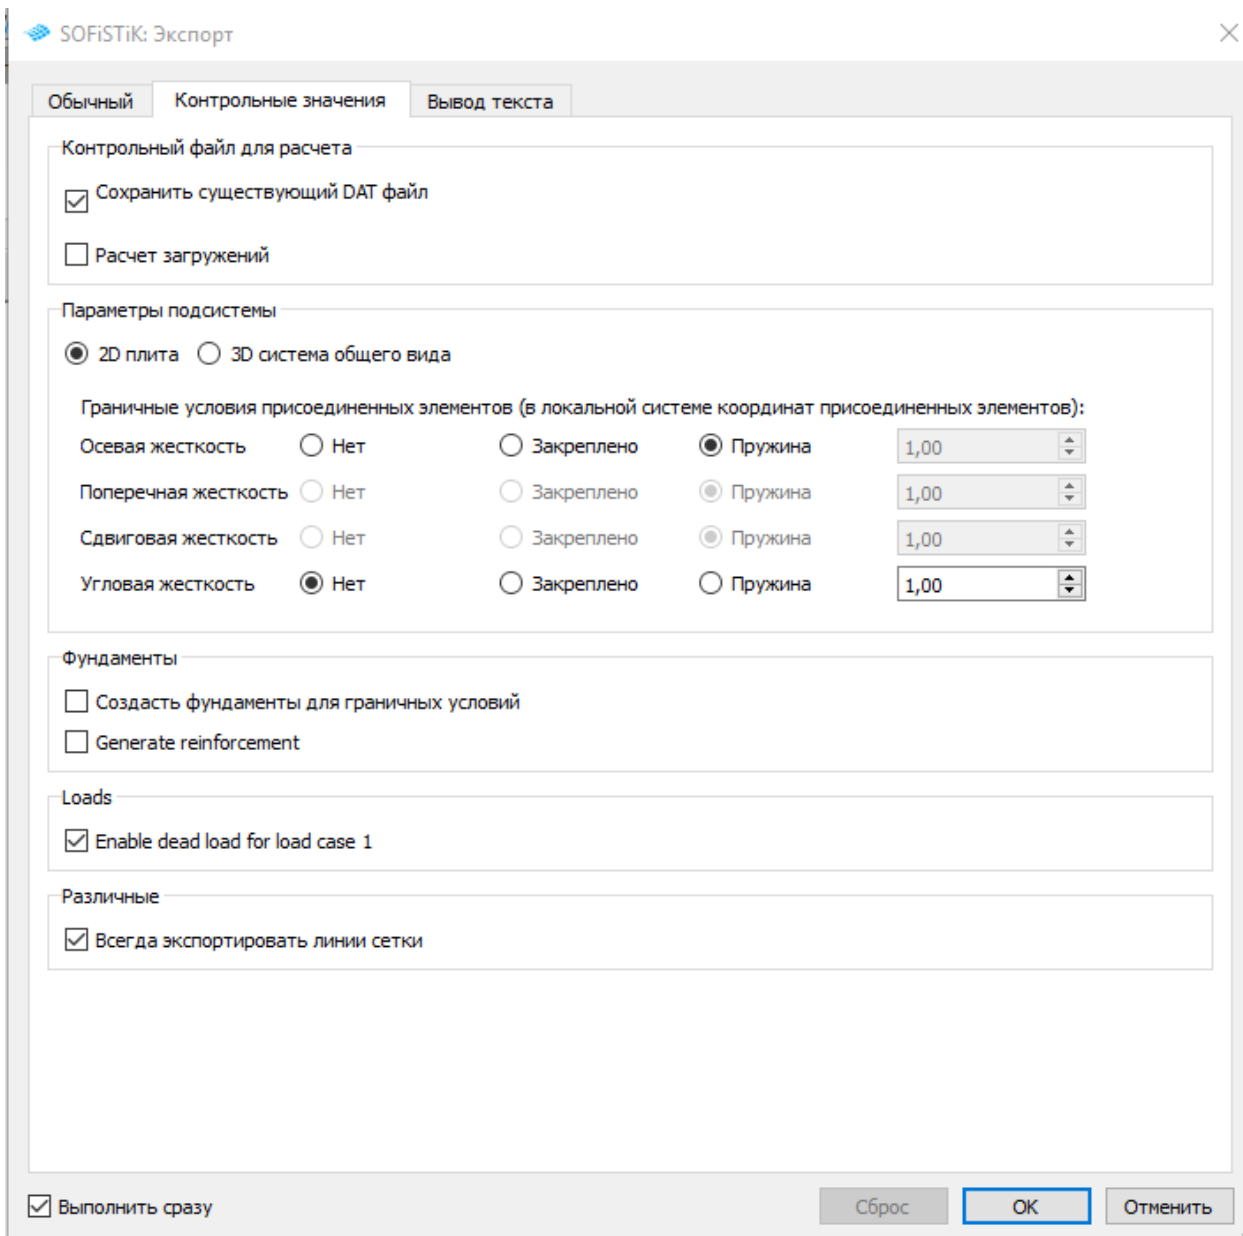 SOFiSTiK: Экспорт
Обычный Контрольные значения Вывод текста
Контрольный файл для расчета
Сохранить существующий DAT файл
Расчет загружений
Параметры подсистемы
2D плита 3D система общего вида
Граничные условия присоединенных элементов (в локальной системе координат присоединенных элементов):
Осевая жесткость Нет Закреплено Пружина 1,00
Поперечная жесткость Нет Закреплено Пружина 1,00
Сдвиговая жесткость Нет Закреплено Пружина 1,00
Угловая жесткость Нет Закреплено Пружина 1,00
Фундаменты
Создасть фундаменты для граничных условий
Generate reinforcement
Loads
Enable dead load for load case 1
Различные
Всегда экспортировать линии сетки
Выполнить сразу Сброс OK Отменить